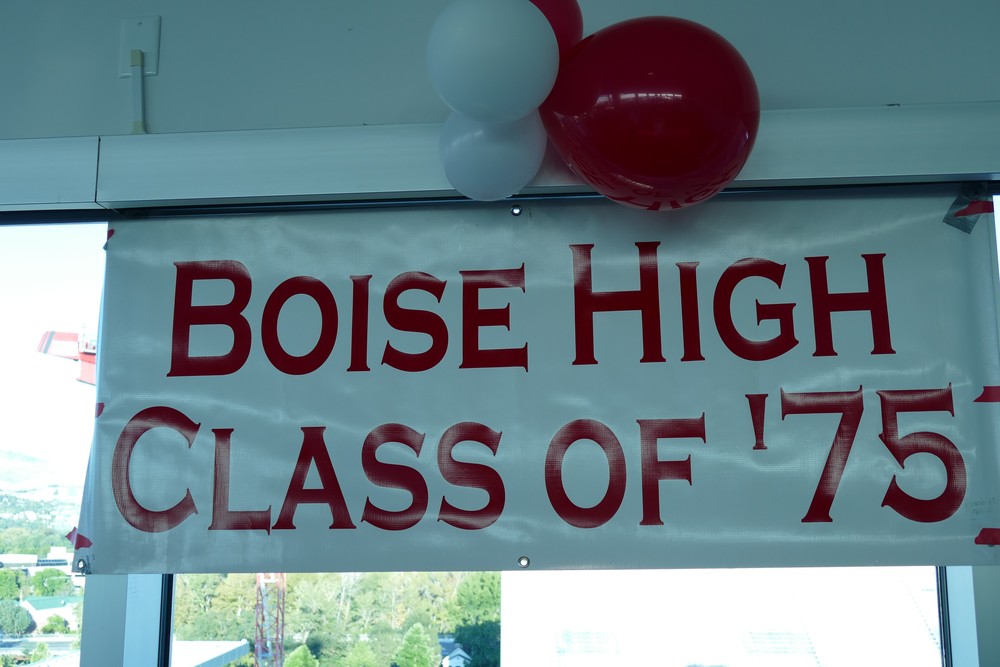 BOISE HIGH
CLASS OF '75